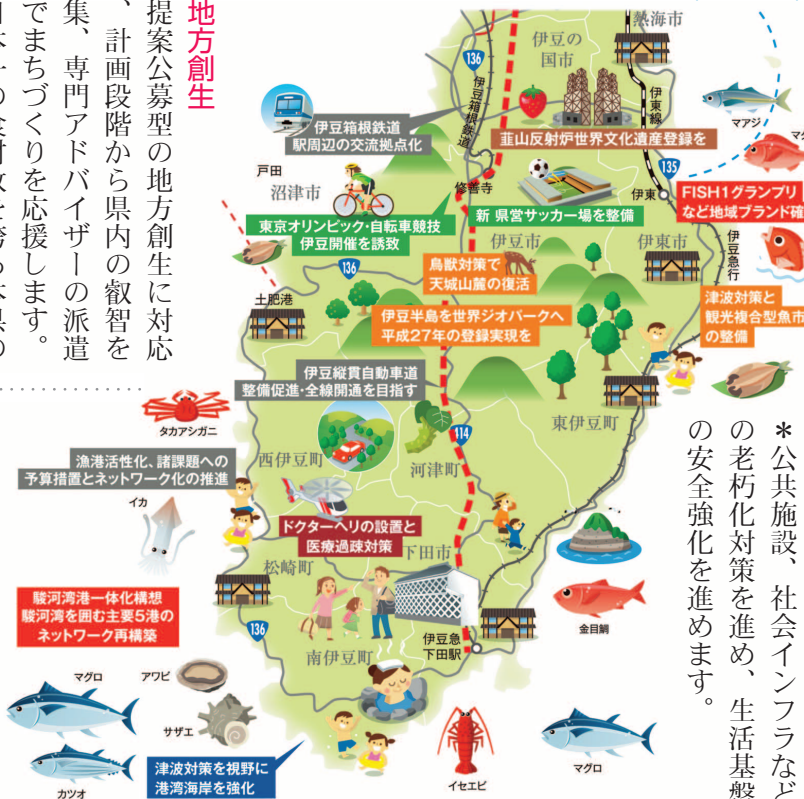 地方創生
提案公募型の地方創生に対応
、計画段階から県内の叡智を
集、専門アドバイザーの派遣
でまちづくりを応援します。
*公共施設、社会インフラなど
の老朽化対策を進め、生活基盤
の安全強化を進めます。
熱海市
伊豆の
国市
136
伊豆箱根鉄道
伊東線
マアジ
伊豆箱根鉄道
駅周辺の交流拠点化
韮山反射炉世界文化遺産登録を
135
戸田
沼津市
修善寺
伊東
FISH1グランプリ
など地域ブランド確
東京オリンピック・自転車競技
伊豆開催を誘致
新 県営サッカー場を整備
伊豆市
伊東市
伊豆急行
136
鳥獣対策で
天城山麓の復活
土肥港
伊豆半島を世界ジオパークへ
平成27年の登録実現を
津波対策と
観光複合型魚市
の整備
伊豆縦貫自動車道
整備促進・全線開通を目指す
タカアシガニ
東伊豆町
414
西伊豆町
河津町
漁港活性化、諸課題への
予算措置とネットワーク化の推進
イカ
ドクターヘリの設置と
医療過疎対策
下田市
松崎町
駿河湾港一体化構想
駿河湾を囲む主要5港の
ネットワーク再構築
金目鯛
136
伊豆急
下田駅
南伊豆町
マグロ
アワビ
サザエ
カツオ
津波対策を視野に
港湾海岸を強化
イセエビ
マグロ